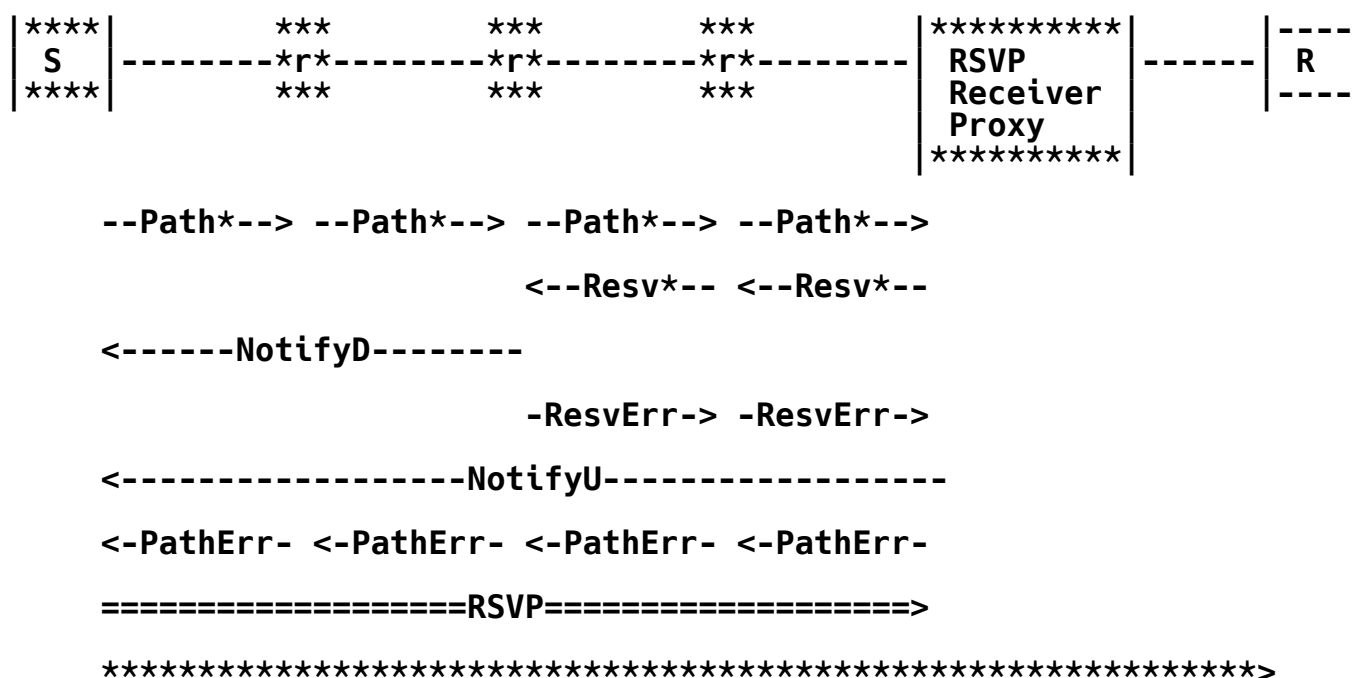 |****|        ***        ***        ***        |**********|      |----
| S  |--------*r*--------*r*--------*r*--------| RSVP     |------| R
|****|        ***        ***        ***        | Receiver |      |----
                                               | Proxy    |
                                               |**********|
--Path*--> --Path*--> --Path*--> --Path*-->
<--Resv*-- <--Resv*--
<------NotifyD--------
-ResvErr-> -ResvErr->
<------------------NotifyU------------------
<-PathErr- <-PathErr- <-PathErr- <-PathErr-
===================RSVP===================>
************************************************************>